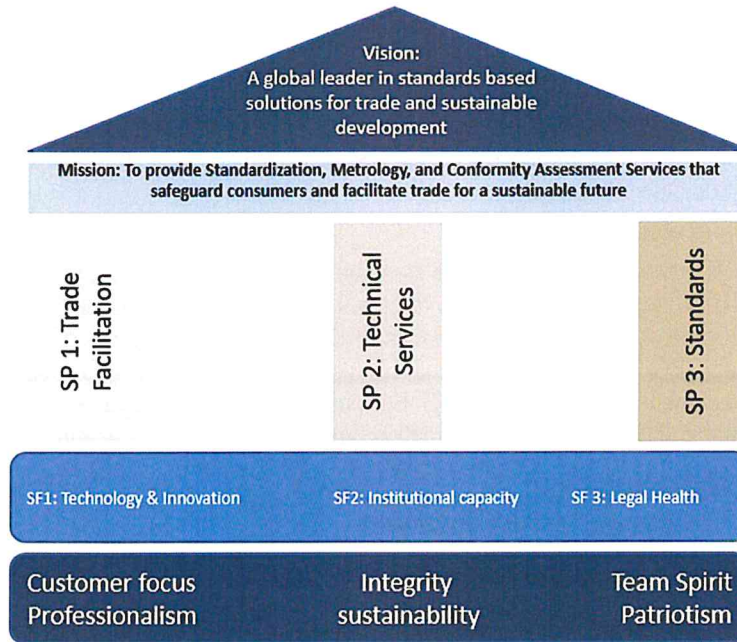 Vision:
A global leader in standards based
solutions for trade and sustainable
development
Mission: To provide Standardization, Metrology, and Conformity Assessment Services that
safeguard consumers and facilitate trade for a sustainable future
SP 1: Trade
Facilitation
SP 2: Technical
Services
SP 3: Standards
SF1: Technology & Innovation
SF2: Institutional capacity
SF 3: Legal Health
Customer focus
Professionalism
Integrity
sustainability
Team Spirit
Patriotism